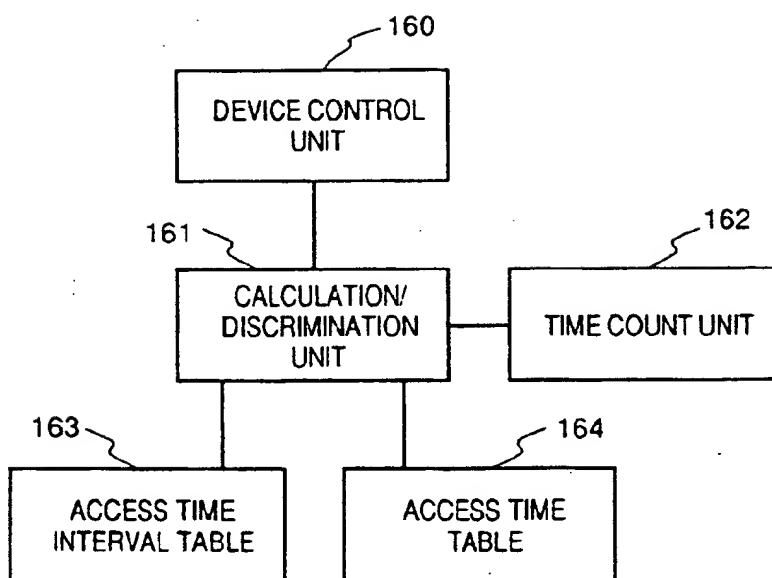 160
DEVICE CONTROL
UNIT
161
CALCULATION/
DISCRIMINATION
UNIT
162
TIME COUNT UNIT
163
ACCESS TIME
INTERVAL TABLE
164
ACCESS TIME
TABLE